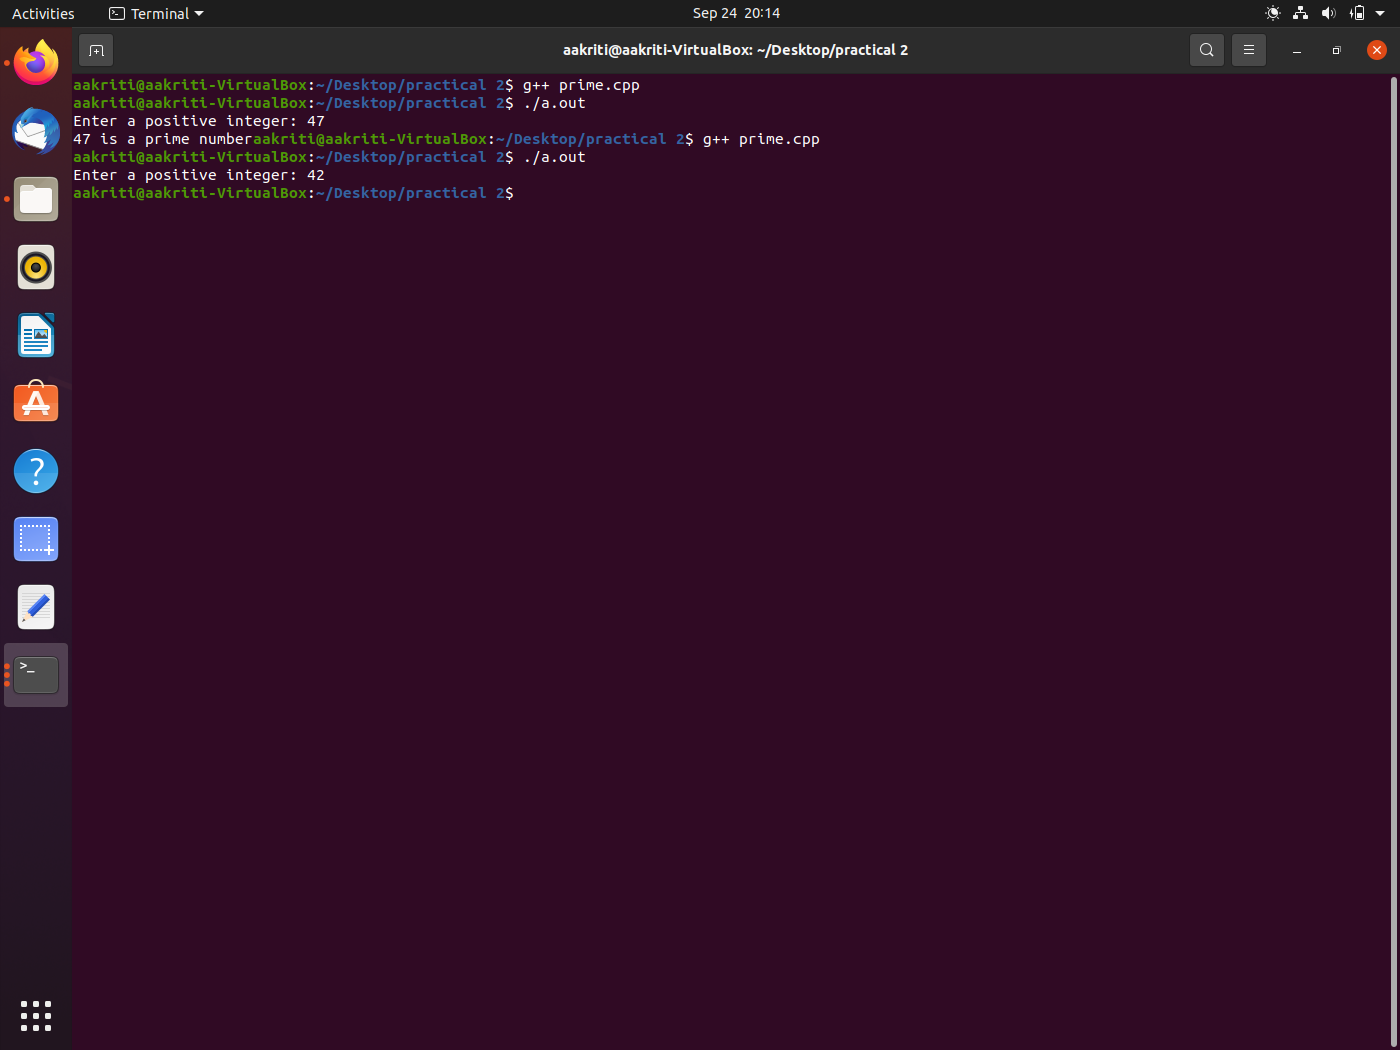 Activities Terminal Sep 24 20:14
aakriti@aakriti-VirtualBox: ~/Desktop/practical 2
aakriti@aakriti-VirtualBox:~/Desktop/practical 2$ g++ prime.cpp
aakriti@aakriti-VirtualBox:~/Desktop/practical 2$ ./a.out
Enter a positive integer: 47
47 is a prime numberaakriti@aakriti-VirtualBox:~/Desktop/practical 2$ g++ prime.cpp
aakriti@aakriti-VirtualBox:~/Desktop/practical 2$ ./a.out
Enter a positive integer: 42
aakriti@aakriti-VirtualBox:~/Desktop/practical 2$